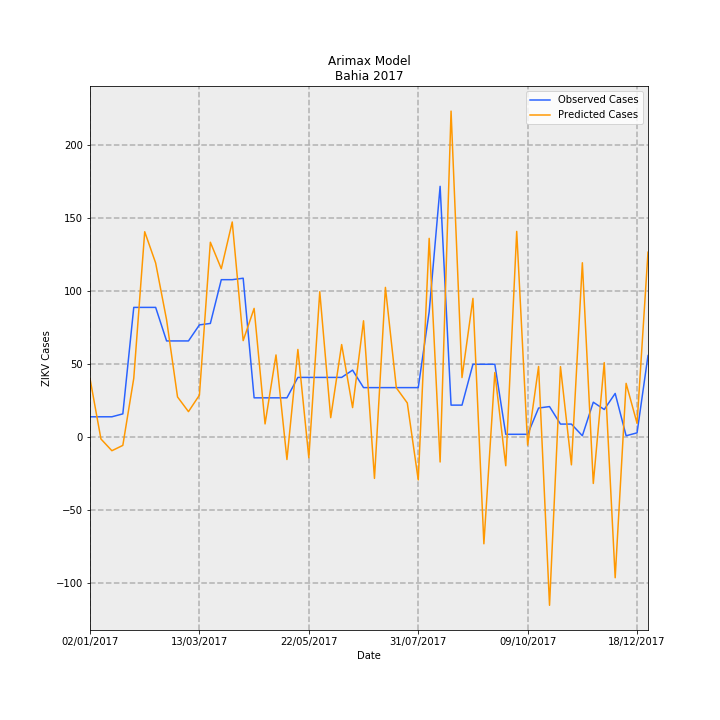 Arimax Model
Bahia 2017
Observed Cases
Predicted Cases
200
150
100
50
0
−50
−100
ZIKV Cases
02/01/2017 13/03/2017 22/05/2017 31/07/2017 09/10/2017 18/12/2017
Date